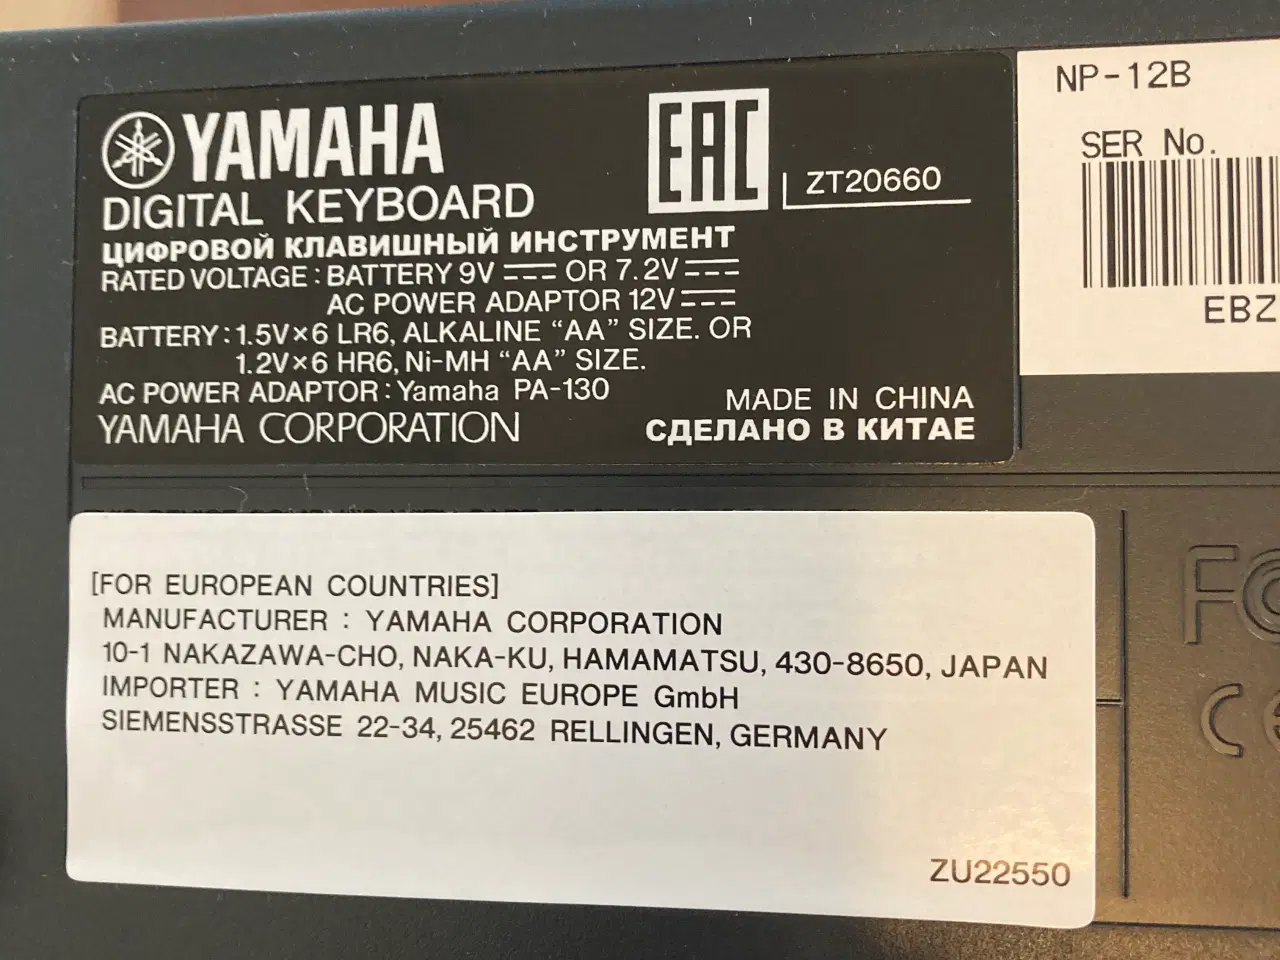 YAMAHA
DIGITAL KEYBOARD
ЦИФРОВОЙ КЛАВИШНЫЙ ИНСТРУМЕНТ
RATED VOLTAGE : BATTERY 9V ⎓ OR 7.2V ⎓
AC POWER ADAPTOR 12V ⎓
BATTERY : 1.5V×6 LR6, ALKALINE “AA” SIZE. OR
1.2V×6 HR6, Ni-MH “AA” SIZE.
AC POWER ADAPTOR : Yamaha PA-130
YAMAHA CORPORATION
EAC
ZT20660
MADE IN CHINA
СДЕЛАНО В КИТАЕ
NP-12B
SER No.
EBZ
[FOR EUROPEAN COUNTRIES]
MANUFACTURER : YAMAHA CORPORATION
10-1 NAKAZAWA-CHO, NAKA-KU, HAMAMATSU, 430-8650, JAPAN
IMPORTER : YAMAHA MUSIC EUROPE GmbH
SIEMENSSTRASSE 22-34, 25462 RELLINGEN, GERMANY
ZU22550
CE